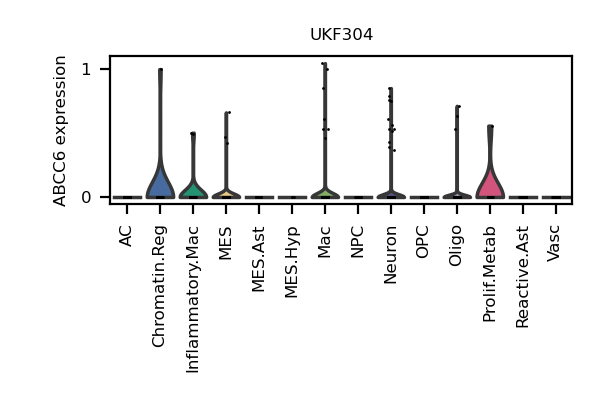 UKF304
ABCC6 expression
1
0
AC
Chromatin.Reg
Inflammatory.Mac
MES
MES.Ast
MES.Hyp
Mac
NPC
Neuron
OPC
Oligo
Prolif.Metab
Reactive.Ast
Vasc